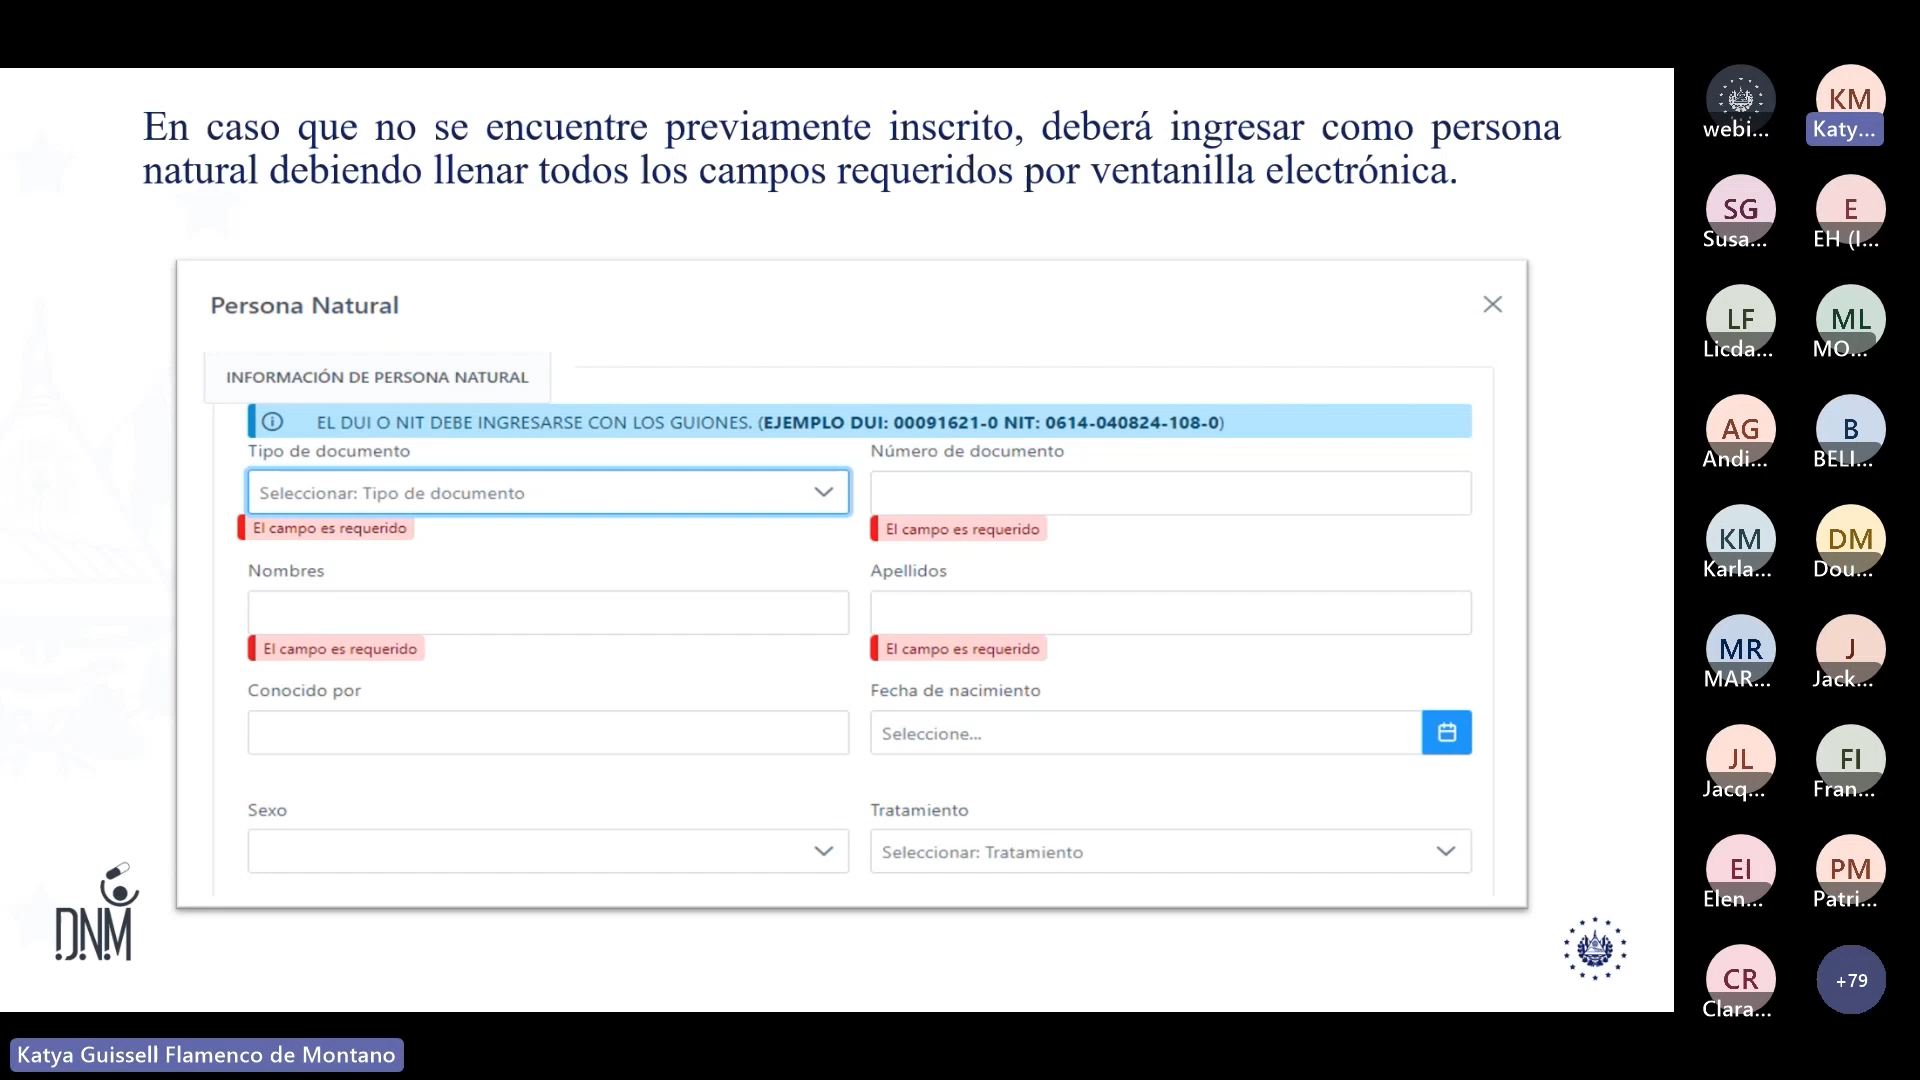 En caso que no se encuentre previamente inscrito, deberá ingresar como persona
natural debiendo llenar todos los campos requeridos por ventanilla electrónica.
Persona Natural
INFORMACIÓN DE PERSONA NATURAL
EL DUI O NIT DEBE INGRESARSE CON LOS GUIONES. (EJEMPLO DUI: 00091621-0 NIT: 0614-040824-108-0)
Tipo de documento
Número de documento
Seleccionar: Tipo de documento
El campo es requerido
El campo es requerido
Nombres
Apellidos
El campo es requerido
El campo es requerido
Conocido por
Fecha de nacimiento
Seleccione...
Sexo
Tratamiento
Seleccionar: Tratamiento
DNM
webi...
KM
Katy...
SG
Susa...
E
EH (I...
LF
Licda...
ML
MO...
AG
Andi...
B
BELI...
KM
Karla...
DM
Dou...
MR
MAR...
J
Jack...
JL
Jacq...
FI
Fran...
EI
Elen...
PM
Patri...
CR
Clara...
+79
Katya Guissell Flamenco de Montano